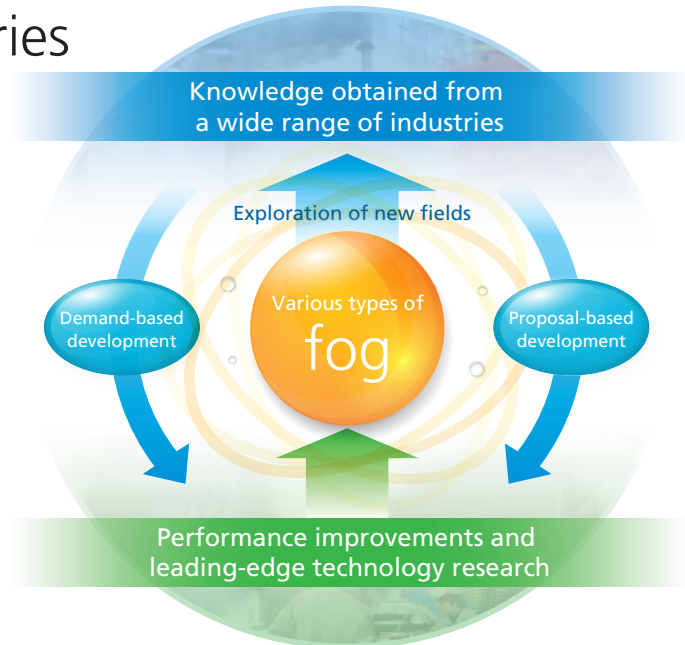 ries
Knowledge obtained from
a wide range of industries
Exploration of new fields
Demand-based
development
Various types of
fog
Proposal-based
development
Performance improvements and
leading-edge technology research